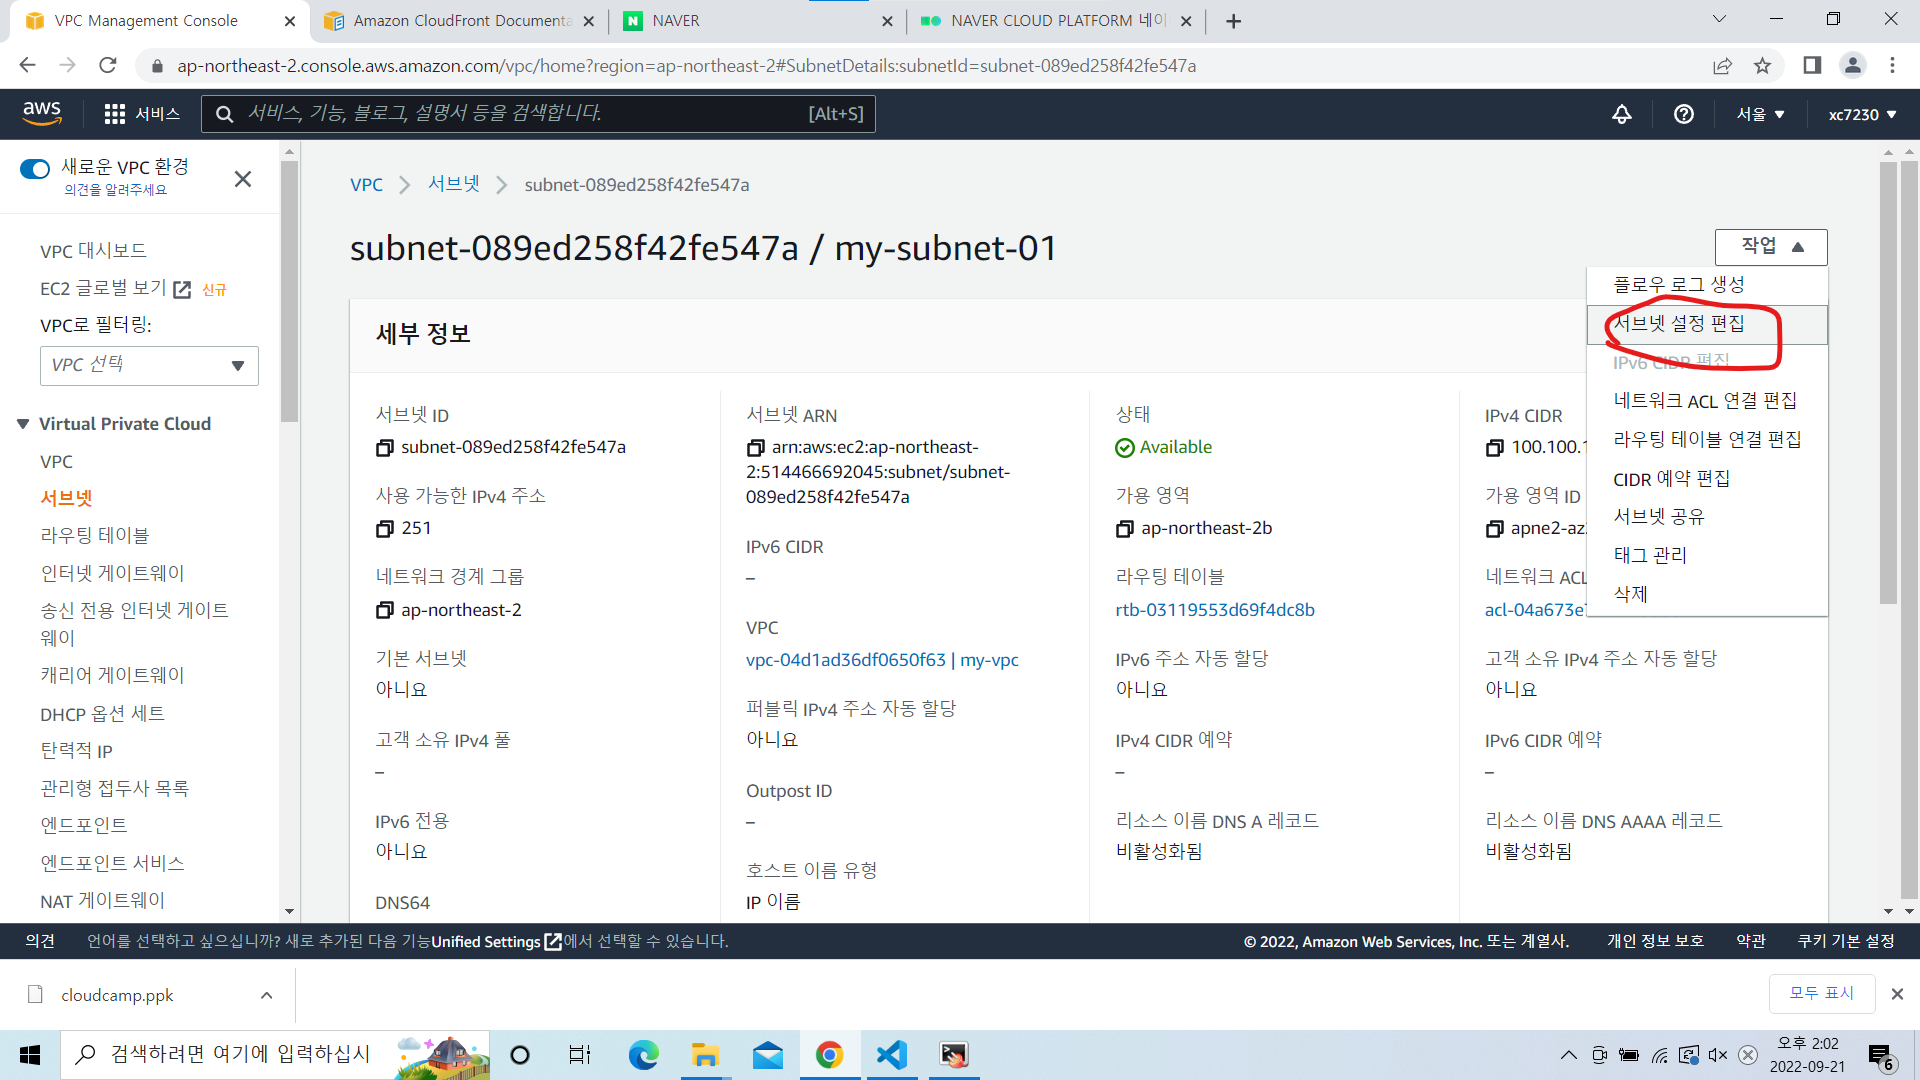 VPC Management Console
Amazon CloudFront Documenta
NAVER
NAVER CLOUD PLATFORM 네이
ap-northeast-2.console.aws.amazon.com/vpc/home?region=ap-northeast-2#SubnetDetails:subnetId=subnet-089ed258f42fe547a
aws
서비스
서비스, 기능, 블로그, 설명서 등을 검색합니다.
[Alt+S]
서울
xc7230
새로운 VPC 환경
의견을 알려주세요
VPC 대시보드
EC2 글로벌 보기 신규
VPC로 필터링:
VPC 선택
Virtual Private Cloud
VPC
서브넷
라우팅 테이블
인터넷 게이트웨이
송신 전용 인터넷 게이트
웨이
캐리어 게이트웨이
DHCP 옵션 세트
탄력적 IP
관리형 접두사 목록
엔드포인트
엔드포인트 서비스
NAT 게이트웨이
VPC
서브넷
subnet-089ed258f42fe547a
subnet-089ed258f42fe547a / my-subnet-01
작업
플로우 로그 생성
서브넷 설정 편집
IPv6 CIDR 편집
네트워크 ACL 연결 편집
라우팅 테이블 연결 편집
CIDR 예약 편집
서브넷 공유
태그 관리
삭제
세부 정보
서브넷 ID
subnet-089ed258f42fe547a
사용 가능한 IPv4 주소
251
네트워크 경계 그룹
ap-northeast-2
기본 서브넷
아니요
고객 소유 IPv4 풀
–
IPv6 전용
아니요
DNS64
서브넷 ARN
arn:aws:ec2:ap-northeast-
2:514466692045:subnet/subnet-
089ed258f42fe547a
IPv6 CIDR
–
VPC
vpc-04d1ad36df0650f63 | my-vpc
퍼블릭 IPv4 주소 자동 할당
아니요
Outpost ID
–
호스트 이름 유형
IP 이름
상태
Available
가용 영역
ap-northeast-2b
라우팅 테이블
rtb-03119553d69f4dc8b
IPv6 주소 자동 할당
아니요
IPv4 CIDR 예약
–
리소스 이름 DNS A 레코드
비활성화됨
IPv4 CIDR
100.100.1
가용 영역 ID
apne2-az
네트워크 ACL
acl-04a673e
고객 소유 IPv4 주소 자동 할당
아니요
IPv6 CIDR 예약
–
리소스 이름 DNS AAAA 레코드
비활성화됨
의견
언어를 선택하고 싶으십니까? 새로 추가된 다음 기능Unified Settings에서 선택할 수 있습니다.
© 2022, Amazon Web Services, Inc. 또는 계열사.
개인 정보 보호
약관
쿠키 기본 설정
cloudcamp.ppk
모두 표시
검색하려면 여기에 입력하십시
오후 2:02
2022-09-21
6